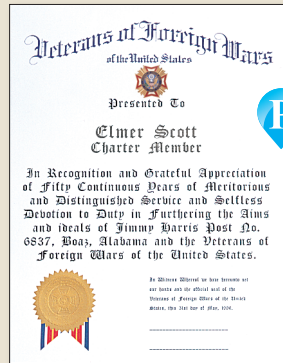 Veterans of Foreign Wars
of the United States
Presented To
Elmer Scott
Charter Member
In Recognition and Grateful Appreciation
of Fifty Continuous Years of Meritorious
and Distinguished Service and Selfless
Devotion to Duty in Furthering the Aims
and ideals of Jimmy Harris Post No.
6837, Boaz, Alabama and the Veterans of
Foreign Wars of the United States.
In Witness Whereof we have hereunto set
our hands and the official seal of the
Veterans of Foreign Wars of the United
States, this 31st day of May, 1996.